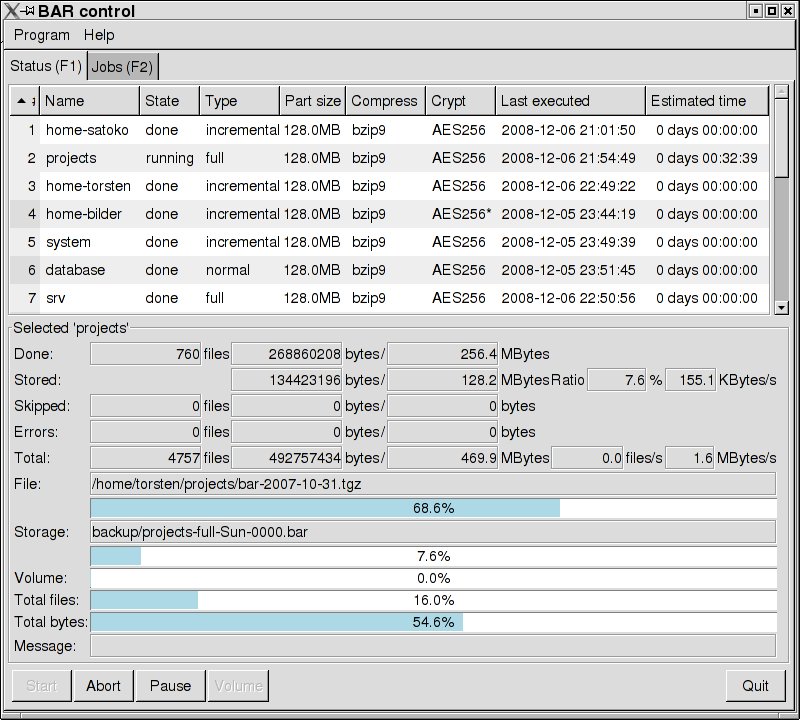 BAR control
Program Help
Status (F1) Jobs (F2)
Name State Type Part size Compress Crypt Last executed Estimated time
1 home-satoko done incremental 128.0MB bzip9 AES256 2008-12-06 21:01:50 0 days 00:00:00
2 projects running full 128.0MB bzip9 AES256 2008-12-06 21:54:49 0 days 00:32:39
3 home-torsten done incremental 128.0MB bzip9 AES256 2008-12-06 22:49:22 0 days 00:00:00
4 home-bilder done incremental 128.0MB bzip9 AES256* 2008-12-05 23:44:19 0 days 00:00:00
5 system done incremental 128.0MB bzip9 AES256 2008-12-05 23:49:39 0 days 00:00:00
6 database done normal 128.0MB bzip9 AES256 2008-12-05 23:51:45 0 days 00:00:00
7 srv done full 128.0MB bzip9 AES256 2008-12-06 22:50:56 0 days 00:00:00
Selected 'projects'
Done: 760 files 268860208 bytes/ 256.4 MBytes
Stored: 134423196 bytes/ 128.2 MBytes Ratio 7.6 % 155.1 KBytes/s
Skipped: 0 files 0 bytes/ 0 bytes
Errors: 0 files 0 bytes/ 0 bytes
Total: 4757 files 492757434 bytes/ 469.9 MBytes 0.0 files/s 1.6 MBytes/s
File: /home/torsten/projects/bar-2007-10-31.tgz
68.6%
Storage: backup/projects-full-Sun-0000.bar
7.6%
Volume: 0.0%
Total files: 16.0%
Total bytes: 54.6%
Message:
Start Abort Pause Volume Quit